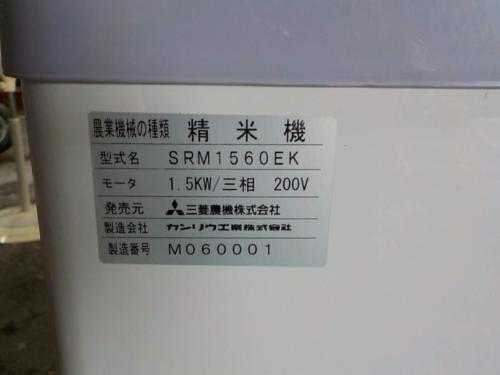 農業機械の種類 精米機
型式名 SRM1560EK
モータ 1.5KW/三相 200V
発売元 三菱農機株式会社
製造会社 カンリウ工業株式会社
製造番号 M060001